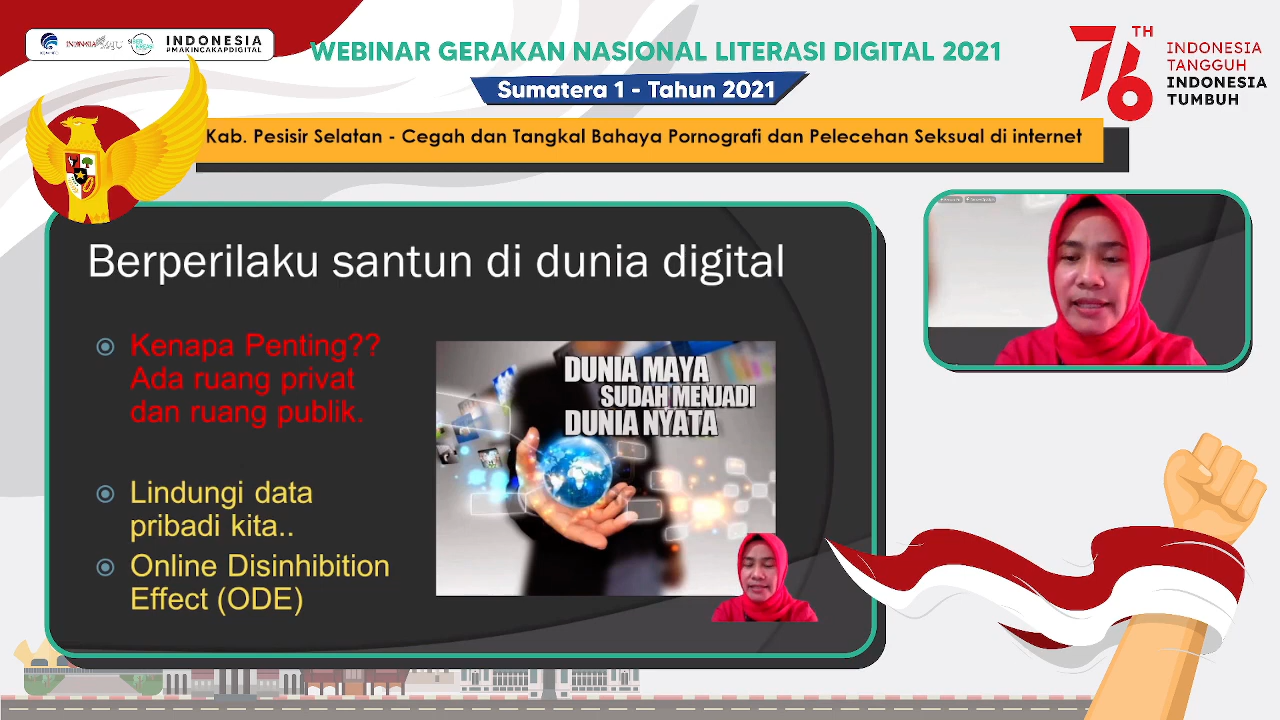 INDONESIA
#MAKINCAKAPDIGITAL
WEBINAR GERAKAN NASIONAL LITERASI DIGITAL 2021
Sumatera 1 - Tahun 2021
76TH
INDONESIA
TANGGUH
INDONESIA
TUMBUH
Kab. Pesisir Selatan - Cegah dan Tangkal Bahaya Pornografi dan Pelecehan Seksual di internet
Berperilaku santun di dunia digital
Kenapa Penting??
Ada ruang privat
dan ruang publik.
Lindungi data
pribadi kita..
Online Disinhibition
Effect (ODE)
DUNIA MAYA
SUDAH MENJADI
DUNIA NYATA